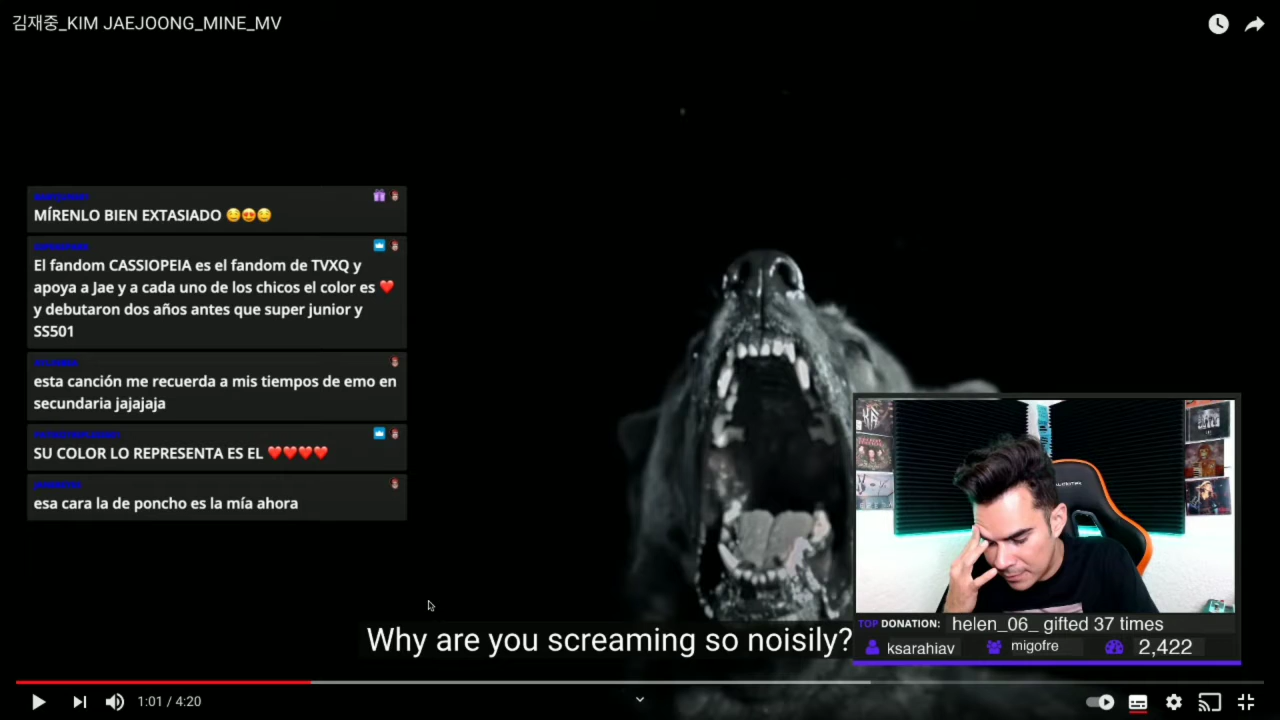 김재중_KIM JAEJOONG_MINE_MV
MÍRENLO BIEN EXTASIADO 😏😍😏
El fandom CASSIOPEIA es el fandom de TVXQ y
apoya a Jae y a cada uno de los chicos el color es ❤️
y debutaron dos años antes que super junior y
SS501
esta canción me recuerda a mis tiempos de emo en
secundaria jajajaja
SU COLOR LO REPRESENTA ES EL ❤️❤️❤️❤️
esa cara la de poncho es la mía ahora
Why are you screaming so noisily?
TOP DONATION: helen_06_ gifted 37 times
ksarahiav migofre 2,422
1:01 / 4:20